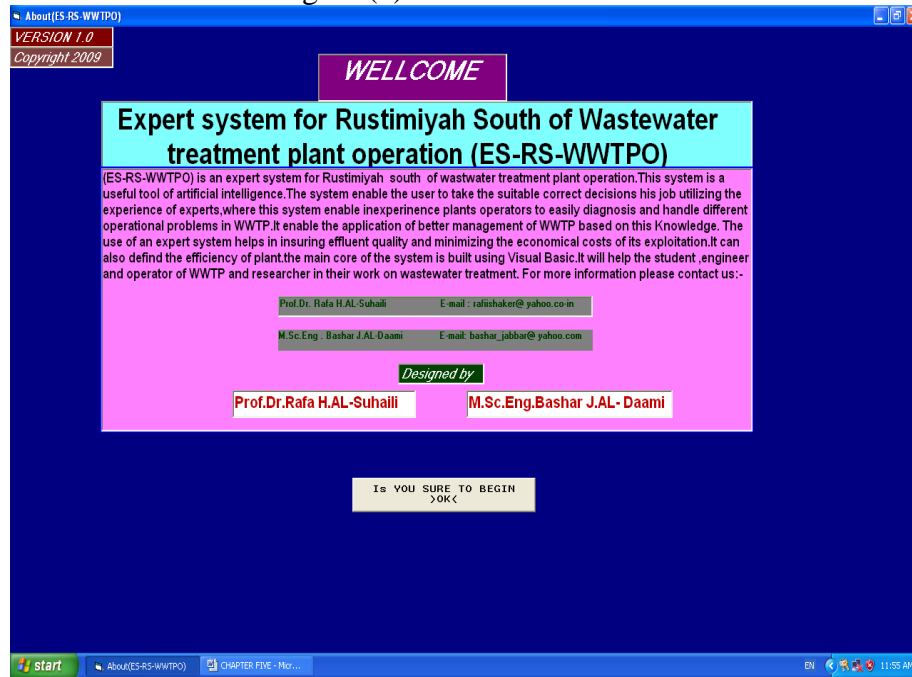 About(ES-RS-WWTPO)
VERSION 1.0
Copyright 2009
WELLCOME
Expert system for Rustimiyah South of Wastewater
treatment plant operation (ES-RS-WWTPO)
(ES-RS-WWTPO) is an expert system for Rustimiyah south of wastwater treatment plant operation.This system is a
useful tool of artificial intelligence.The system enable the user to take the suitable correct decisions his job utilizing the
experience of experts,where this system enable inexperinence plants operators to easily diagnosis and handle different
operational problems in WWTP.It enable the application of better management of WWTP based on this Knowledge. The
use of an expert system helps in insuring effluent quality and minimizing the economical costs of its exploitation.It can
also defind the efficiency of plant.the main core of the system is built using Visual Basic.It will help the student ,engineer
and operator of WWTP and researcher in their work on wastewater treatment. For more information please contact us:-
Prof.Dr. Rafa H.AL-Suhaili E-mail : rafiishaker@ yahoo.co-in
M.Sc.Eng . Bashar J.AL-Daami E-mail: bashar_jabbar@ yahoo.com
Designed by
Prof.Dr.Rafa H.AL-Suhaili M.Sc.Eng.Bashar J.AL- Daami
Is YOU SURE TO BEGIN
>OK<
start About(ES-RS-WWTPO) CHAPTER FIVE - Micr... EN 11:55 AM